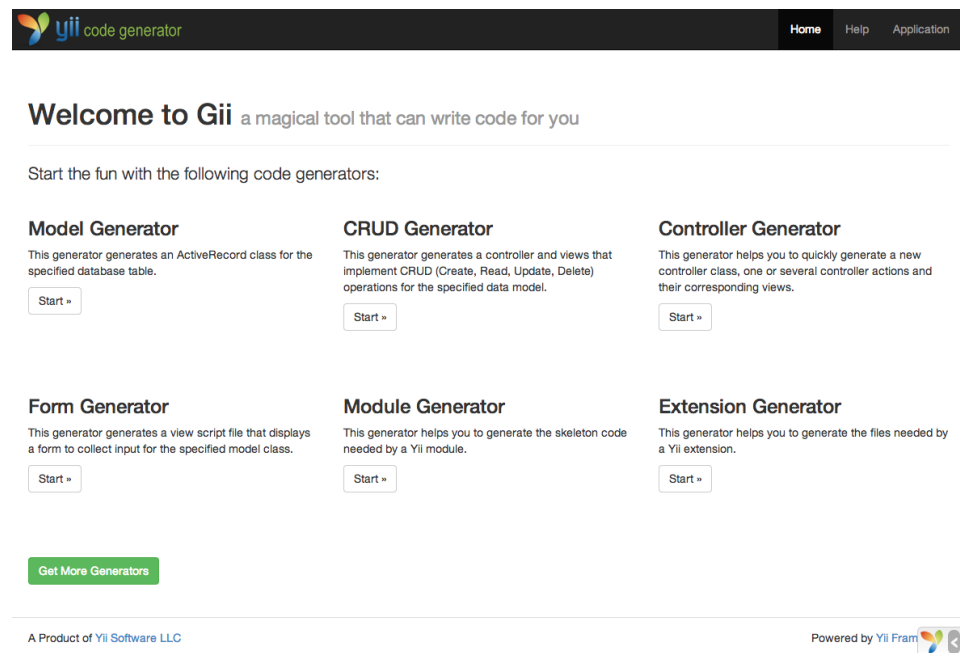 yii code generator
Home Help Application
Welcome to Gii a magical tool that can write code for you
Start the fun with the following code generators:
Model Generator
This generator generates an ActiveRecord class for the
specified database table.
Start »
CRUD Generator
This generator generates a controller and views that
implement CRUD (Create, Read, Update, Delete)
operations for the specified data model.
Start »
Controller Generator
This generator helps you to quickly generate a new
controller class, one or several controller actions and
their corresponding views.
Start »
Form Generator
This generator generates a view script file that displays
a form to collect input for the specified model class.
Start »
Module Generator
This generator helps you to generate the skeleton code
needed by a Yii module.
Start »
Extension Generator
This generator helps you to generate the files needed by
a Yii extension.
Start »
Get More Generators
A Product of Yii Software LLC
Powered by Yii Fram